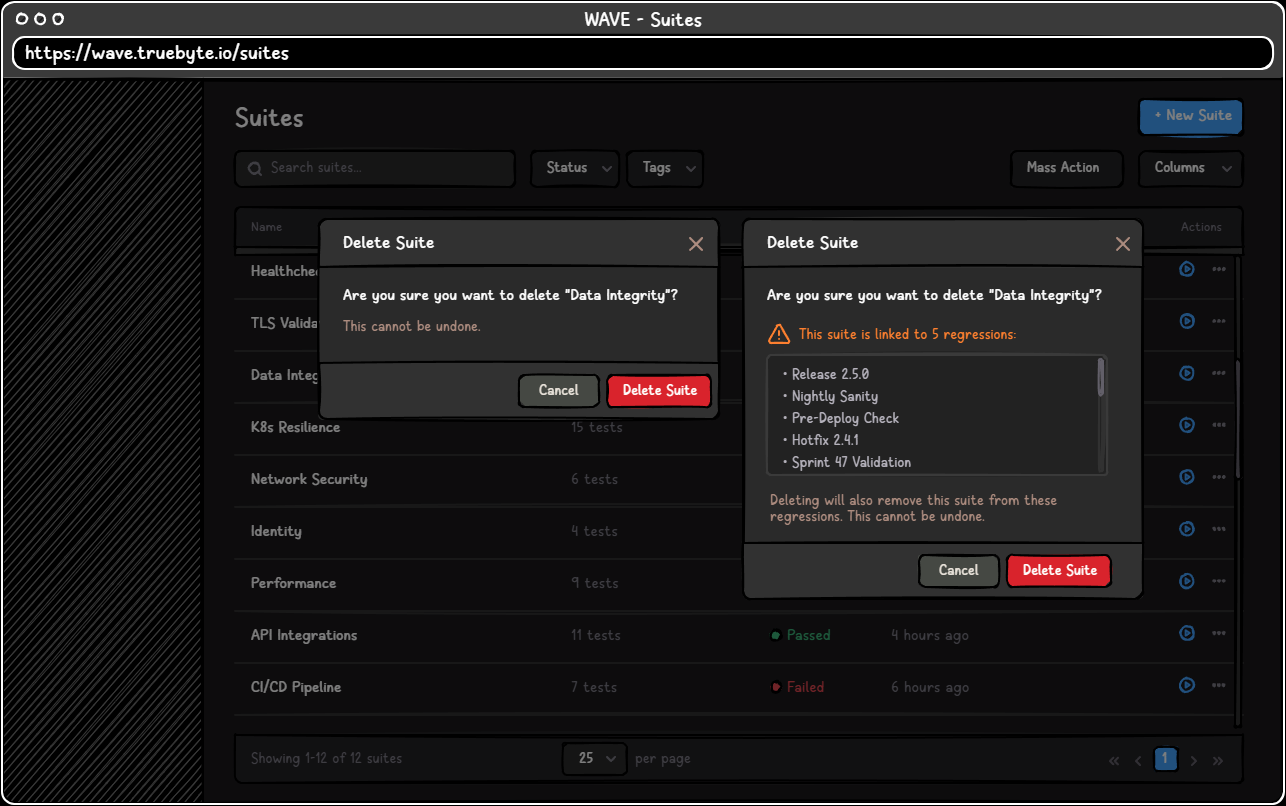 WAVE - Suites
https://wave.truebyte.io/suites
Suites
+ New Suite
Search suites...
Status
Tags
Mass Action
Columns
Name
Actions
Delete Suite
Are you sure you want to delete "Data Integrity"?
This cannot be undone.
Cancel
Delete Suite
Delete Suite
Are you sure you want to delete "Data Integrity"?
This suite is linked to 5 regressions:
• Release 2.5.0
• Nightly Sanity
• Pre-Deploy Check
• Hotfix 2.4.1
• Sprint 47 Validation
Deleting will also remove this suite from these
regressions. This cannot be undone.
Cancel
Delete Suite
Healthche
TLS Valida
Data Integ
K8s Resilience 15 tests
Network Security 6 tests
Identity 4 tests
Performance 9 tests
API Integrations 11 tests Passed 4 hours ago
CI/CD Pipeline 7 tests Failed 6 hours ago
Showing 1-12 of 12 suites
25 per page
« ‹ 1 › »